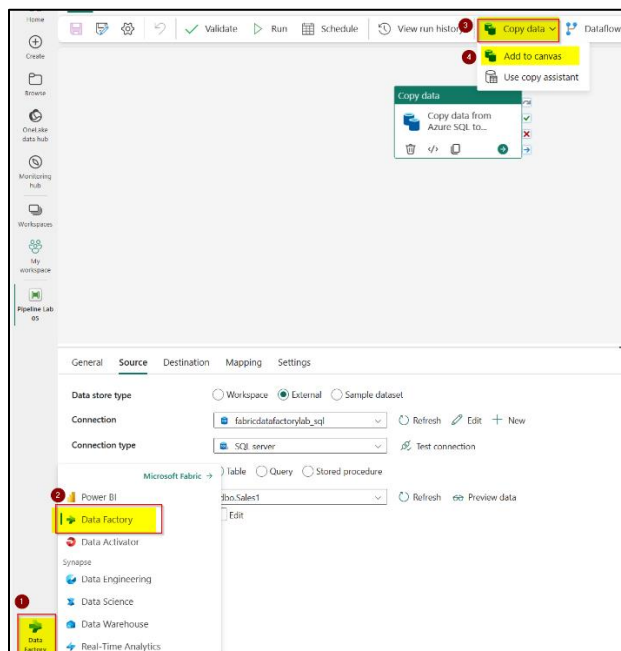 Home
Validate Run Schedule View run history 3 Copy data Dataflow
4 Add to canvas
Use copy assistant
Create
Browse
OneLake
data hub
Monitoring
hub
Workspaces
My
workspace
Pipeline Lab
05
Copy data
Copy data from
Azure SQL to...
General Source Destination Mapping Settings
Data store type Workspace External Sample dataset
Connection fabricdatafactorylab_sql Refresh Edit New
Connection type SQL server Test connection
Table Query Stored procedure
dbo.Sales1 Refresh Preview data
Edit
Microsoft Fabric →
2 Power BI
Data Factory
Data Activator
Synapse
Data Engineering
Data Science
Data Warehouse
Real-Time Analytics
1
Data
Factory